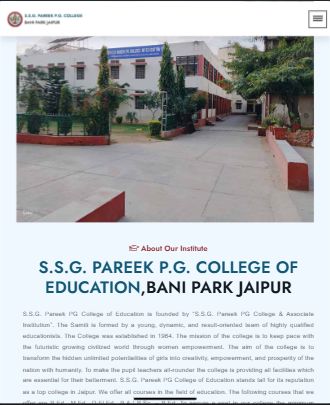 S.S.G. PAREEK P.G. COLLEGE
BANI PARK JAIPUR
About Our Institute
S.S.G. PAREEK P.G. COLLEGE OF
EDUCATION,BANI PARK JAIPUR
S.S.G. Pareek PG College of Education is founded by "S.S.G. Pareek PG College & Associate
Institution". The Samiti is formed by a young, dynamic, and result-oriented team of highly qualified
educationists. The College was established in 1964. The mission of the college is to keep pace with
the futuristic growing civilized world through women empowerment. The aim of the college is to
transform the hidden unlimited potentialities of girls into creativity, empowerment, and prosperity of the
nation with humanity. To make the pupil teachers all-rounder the college is providing all facilities which
are essential for their betterment. S.S.G. Pareek PG College of Education stands tall for its reputation
as a top college in Jaipur. We offer all courses in the field of education. The following courses that we